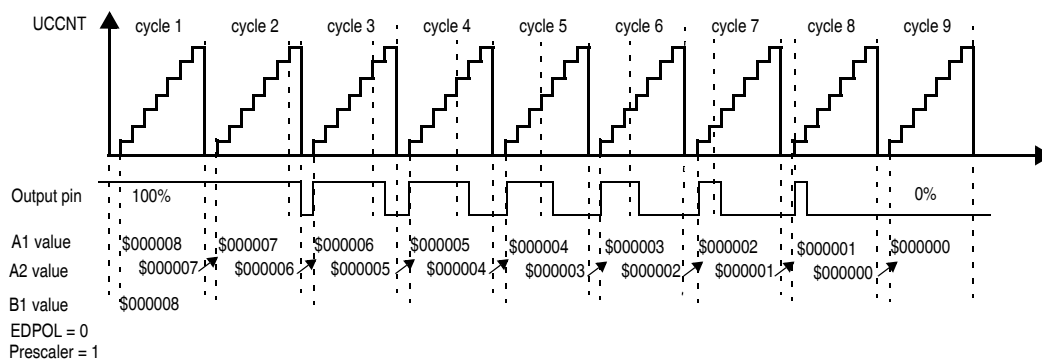 UCCNT cycle 1 cycle 2 cycle 3 cycle 4 cycle 5 cycle 6 cycle 7 cycle 8 cycle 9
Output pin 100% 0%
A1 value $000008 $000007 $000006 $000005 $000004 $000003 $000002 $000001 $000000
A2 value $000007 $000006 $000005 $000004 $000003 $000002 $000001 $000000
B1 value $000008
EDPOL = 0
Prescaler = 1